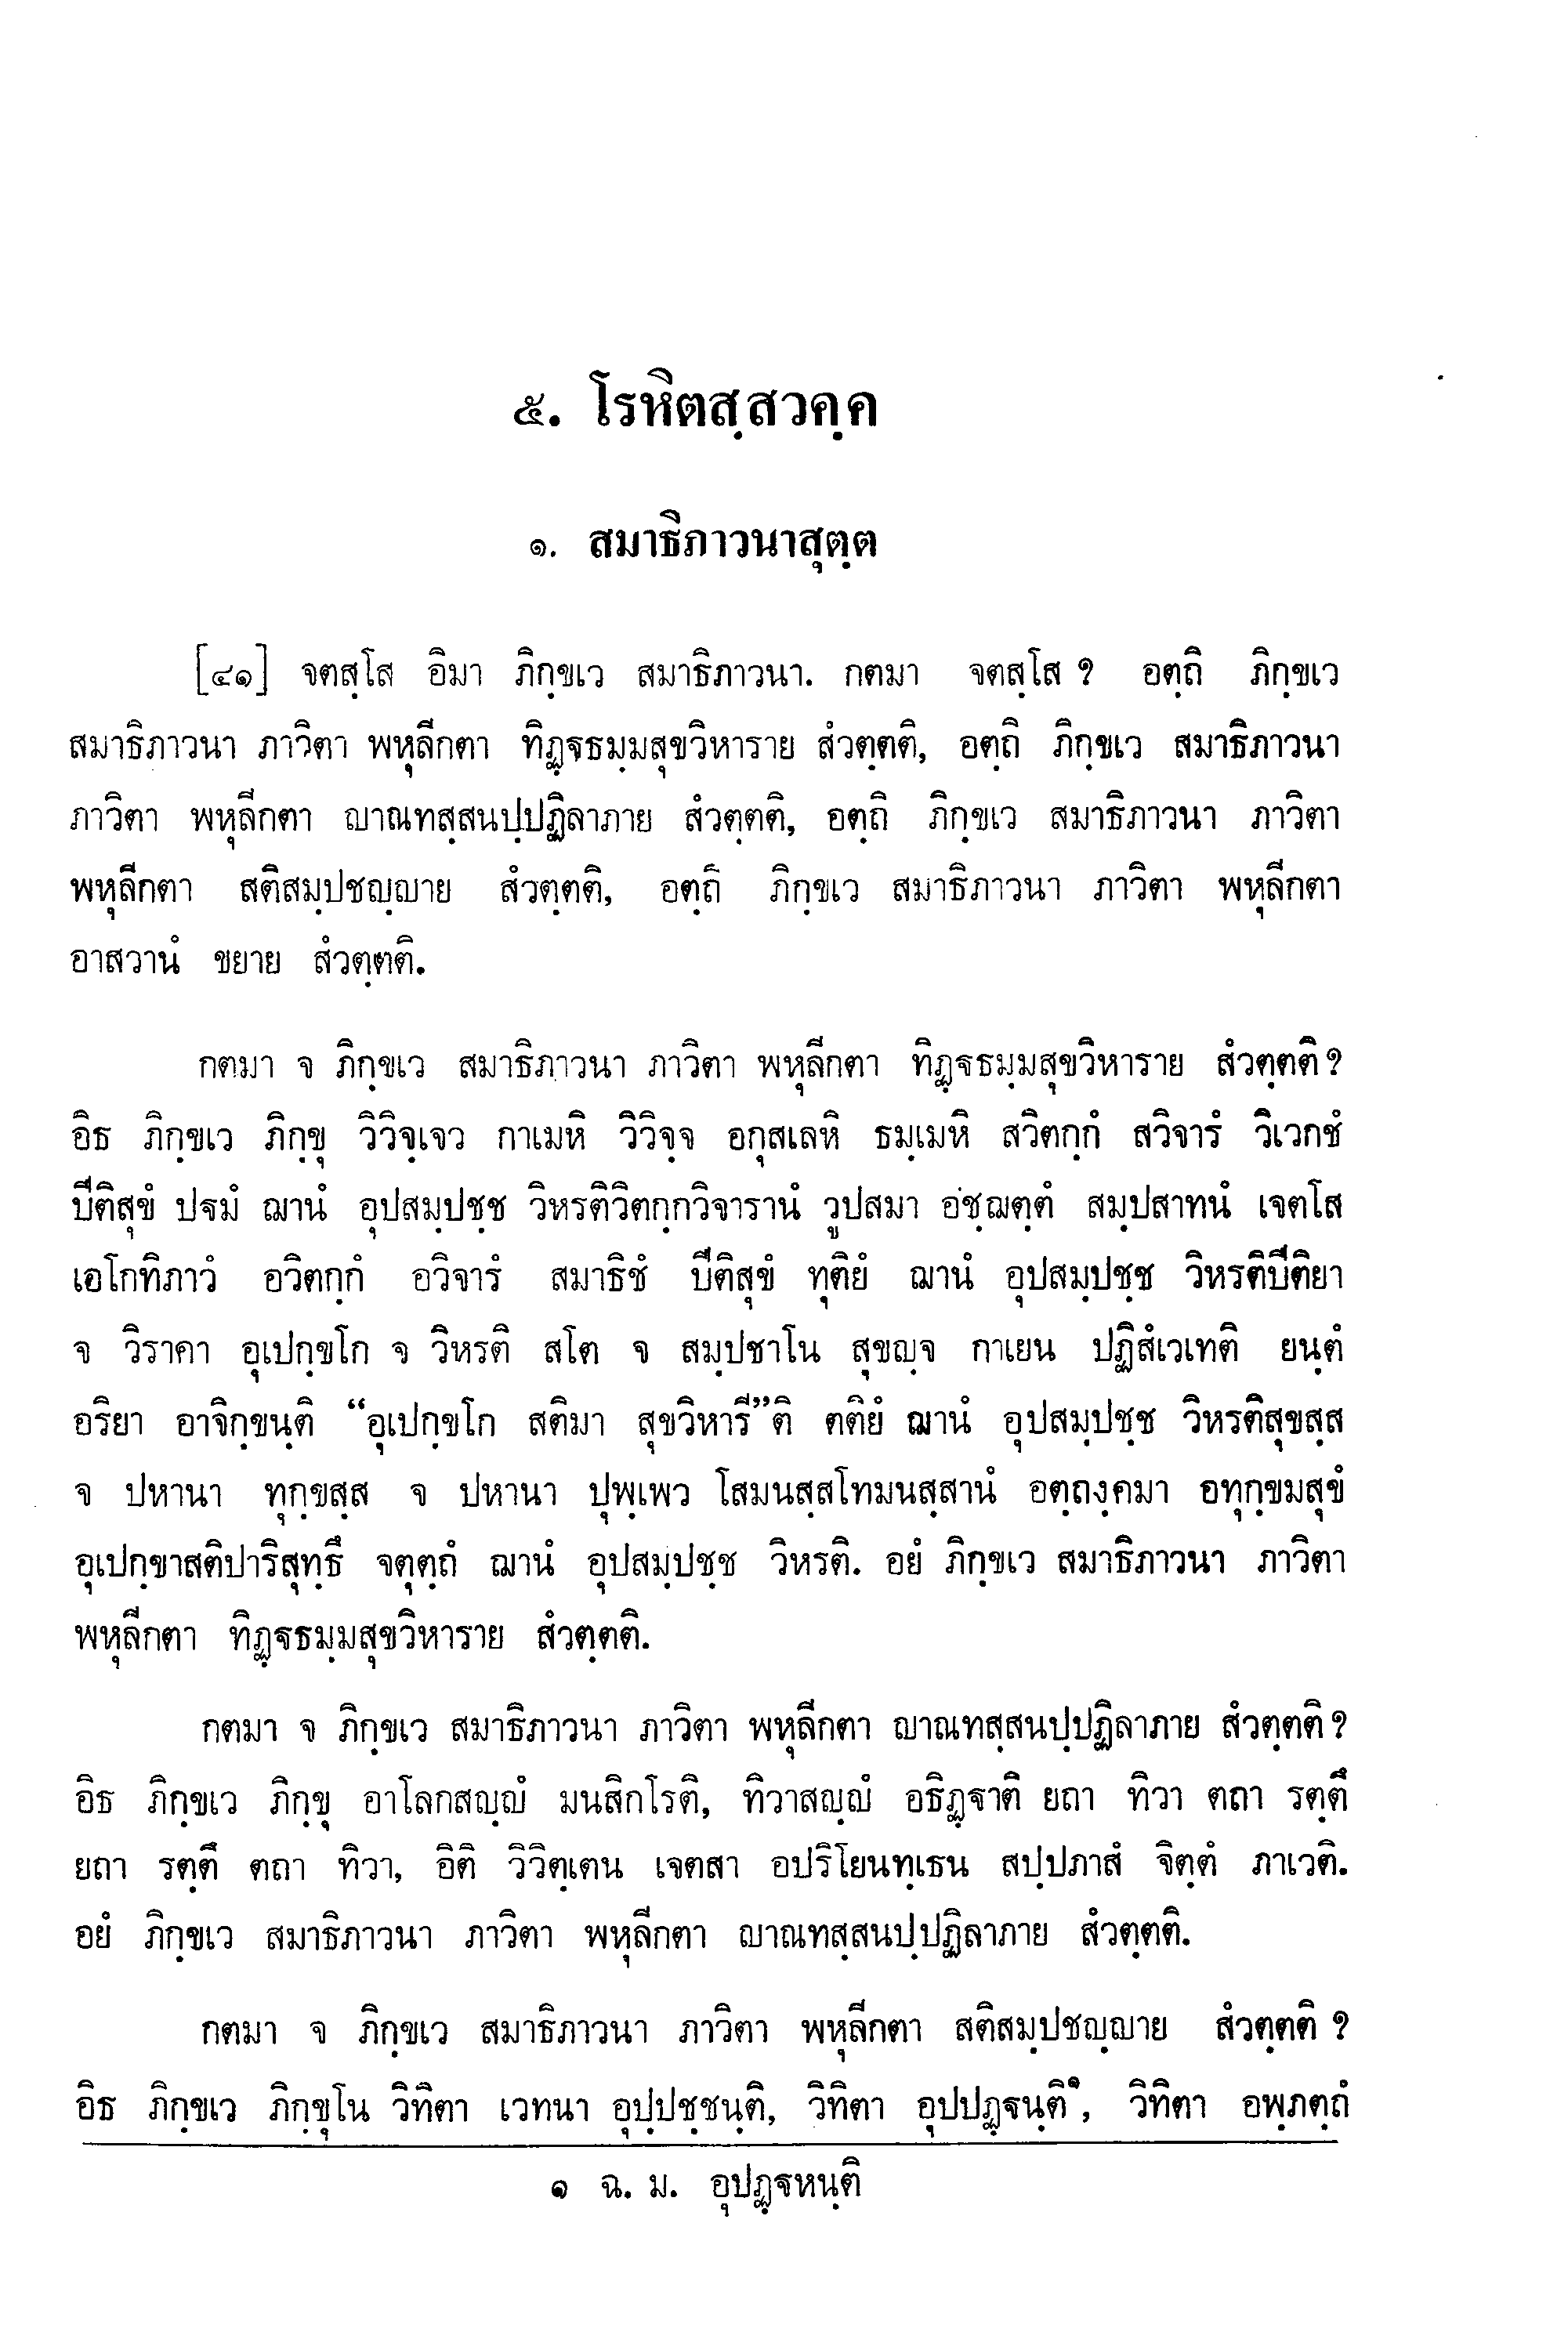 ๕. โรหิตสฺสวคฺค
๑. สมาธิภาวนาสุตฺต
[๔๑] จตสฺโส อิมา ภิกฺขเว สมาธิภาวนา. กตมา จตสฺโส ? อตฺถิ ภิกฺขเว
สมาธิภาวนา ภาวิตา พหุลีกตา ทิฏฺฐธมฺมสุขวิหาราย สํวตฺตติ, อตฺถิ ภิกฺขเว สมาธิภาวนา
ภาวิตา พหุลีกตา ญาณทสฺสนปฺปฏิลาภาย สํวตฺตติ, อตฺถิ ภิกฺขเว สมาธิภาวนา ภาวิตา
พหุลีกตา สติสมฺปชญฺญาย สํวตฺตติ, อตฺถิ ภิกฺขเว สมาธิภาวนา ภาวิตา พหุลีกตา
อาสวานํ ขยาย สํวตฺตติ.
กตมา จ ภิกฺขเว สมาธิภาวนา ภาวิตา พหุลีกตา ทิฏฺฐธมฺมสุขวิหาราย สํวตฺตติ ?
อิธ ภิกฺขเว ภิกฺขุ วิวิจฺเจว กาเมหิ วิวิจฺจ อกุสเลหิ ธมฺเมหิ สวิตกฺกํ สวิจารํ วิเวกชํ
ปีติสุขํ ปฐมํ ฌานํ อุปสมฺปชฺช วิหรติวิตกฺกวิจารานํ วูปสมา อชฺฌตฺตํ สมฺปสาทนํ เจตโส
เอโกทิภาวํ อวิตกฺกํ อวิจารํ สมาธิชํ ปีติสุขํ ทุติยํ ฌานํ อุปสมฺปชฺช วิหรติปีติยา
จ วิราคา อุเปกฺขโก จ วิหรติ สโต จ สมฺปชาโน สุขญฺจ กาเยน ปฏิสํเวเทติ ยนฺตํ
อริยา อาจิกฺขนฺติ “อุเปกฺขโก สติมา สุขวิหารี”ติ ตติยํ ฌานํ อุปสมฺปชฺช วิหรติสุขสฺส
จ ปหานา ทุกฺขสฺส จ ปหานา ปุพฺเพว โสมนสฺสโทมนสฺสานํ อตฺถงฺคมา อทุกฺขมสุขํ
อุเปกฺขาสติปาริสุทฺธึ จตุตฺถํ ฌานํ อุปสมฺปชฺช วิหรติ. อยํ ภิกฺขเว สมาธิภาวนา ภาวิตา
พหุลีกตา ทิฏฺฐธมฺมสุขวิหาราย สํวตฺตติ.
กตมา จ ภิกฺขเว สมาธิภาวนา ภาวิตา พหุลีกตา ญาณทสฺสนปฺปฏิลาภาย สํวตฺตติ ?
อิธ ภิกฺขเว ภิกฺขุ อาโลกสญฺญํ มนสิกโรติ, ทิวาสญฺญํ อธิฏฺฐาติ ยถา ทิวา ตถา รตฺตึ
ยถา รตฺตึ ตถา ทิวา, อิติ วิวิตฺเตน เจตสา อปริโยนทฺเธน สปฺปภาสํ จิตฺตํ ภาเวติ.
อยํ ภิกฺขเว สมาธิภาวนา ภาวิตา พหุลีกตา ญาณทสฺสนปฺปฏิลาภาย สํวตฺตติ.
กตมา จ ภิกฺขเว สมาธิภาวนา ภาวิตา พหุลีกตา สติสมฺปชญฺญาย สํวตฺตติ ?
อิธ ภิกฺขเว ภิกฺขุโน วิทิตา เวทนา อุปฺปชฺชนฺติ, วิทิตา อุปปฏฺฐนฺติ๑, วิทิตา อพฺภตฺถํ
๑ ฉ. ม. อุปฏฺฐหนฺติ